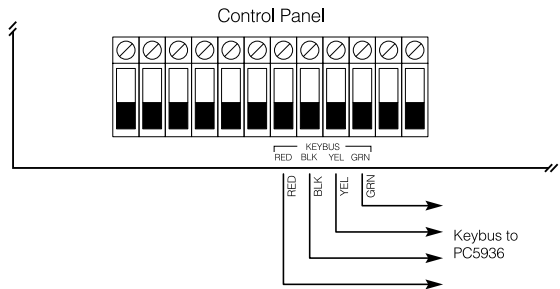 Control Panel
KEYBUS
RED BLK YEL GRN
RED BLK YEL GRN
Keybus to
PC5936